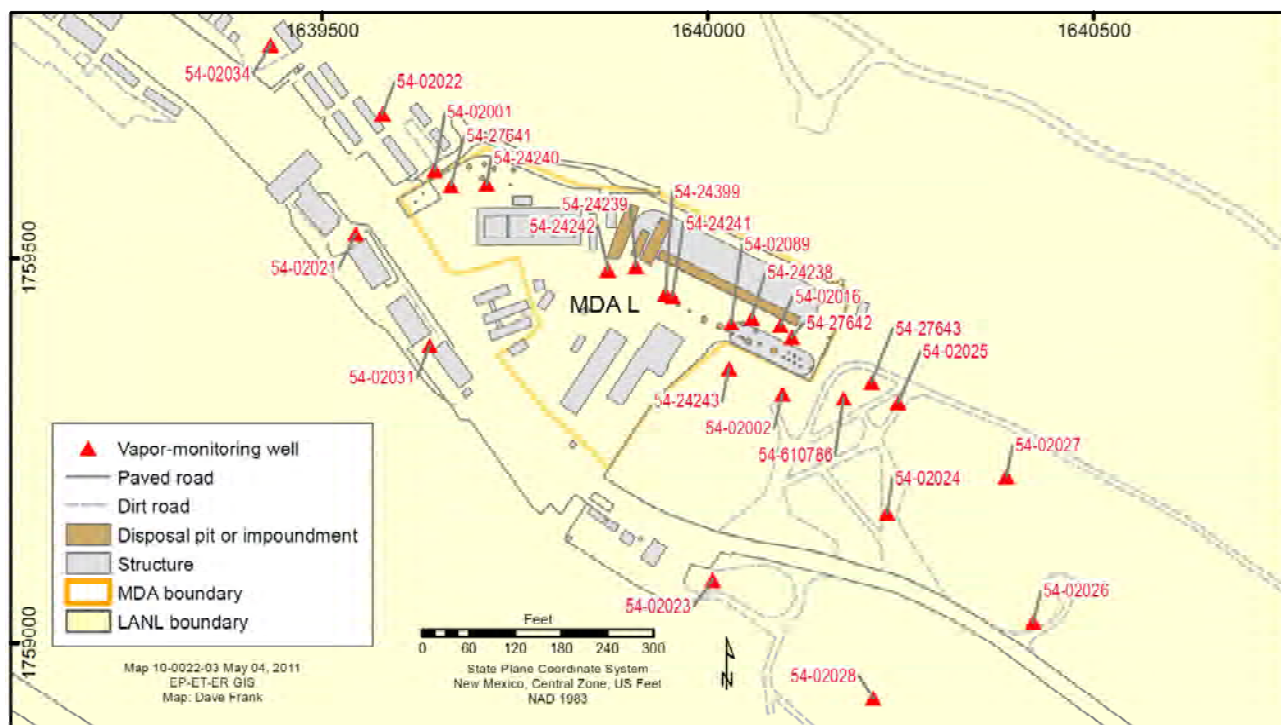 1639500
1640000
1640500
54-02034
54-02022
54-02001
54-27641
54-24240
54-24399
54-24239
54-24241
54-24242
54-02089
54-24238
54-02016
54-27642
54-02021
1759500
1759000
MDA L
54-27643
54-02025
54-02031
54-24243
54-02002
54-610786
54-02027
54-02024
54-02023
54-02026
54-02028
Vapor-monitoring well
Paved road
Dirt road
Disposal pit or impoundment
Structure
MDA boundary
LANL boundary
Map 10-0022-03 May 04, 2011
EP-ET-ER GIS
Map: Dave Frank
Feet
0 60 120 180 240 300
State Plane Coordinate System
New Mexico, Central Zone, US Feet
NAD 1983
N